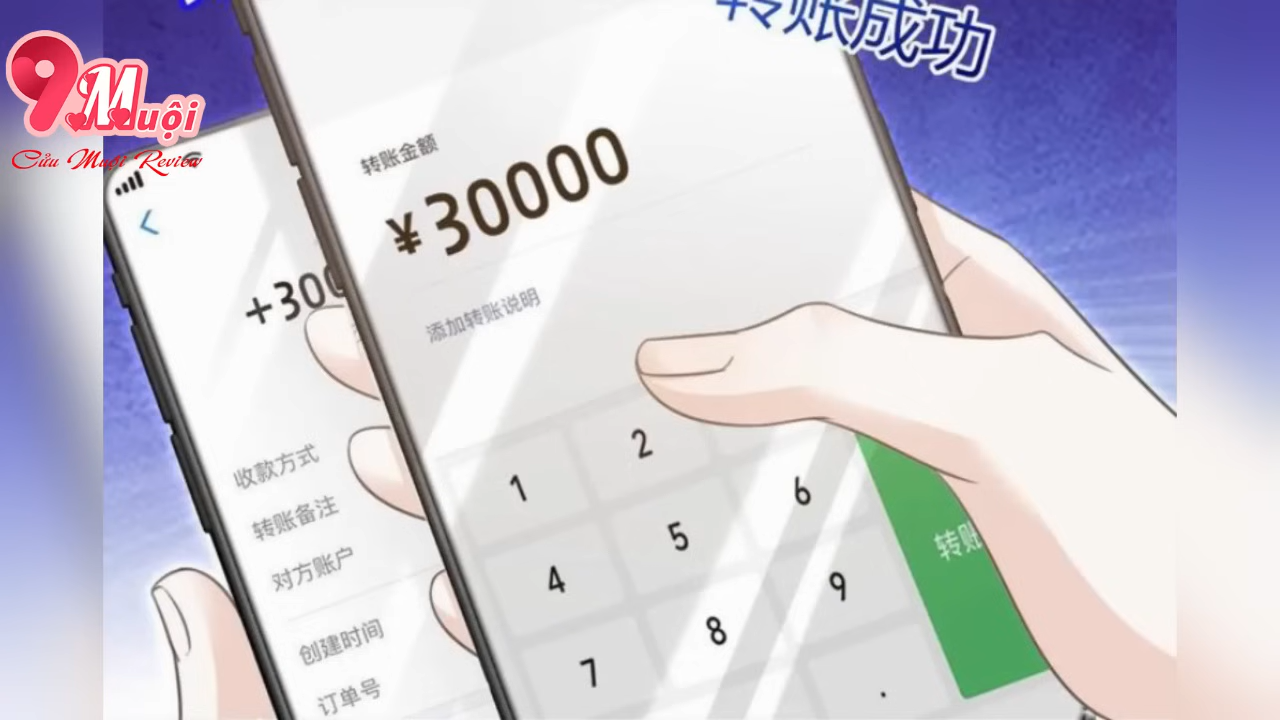 转账成功
9Muội
Cửu Muội Review
转账金额
¥30000
添加转账说明
+300
收款方式
转账备注
对方账户
创建时间
订单号
1
2
4
5
6
7
8
9
.
转账